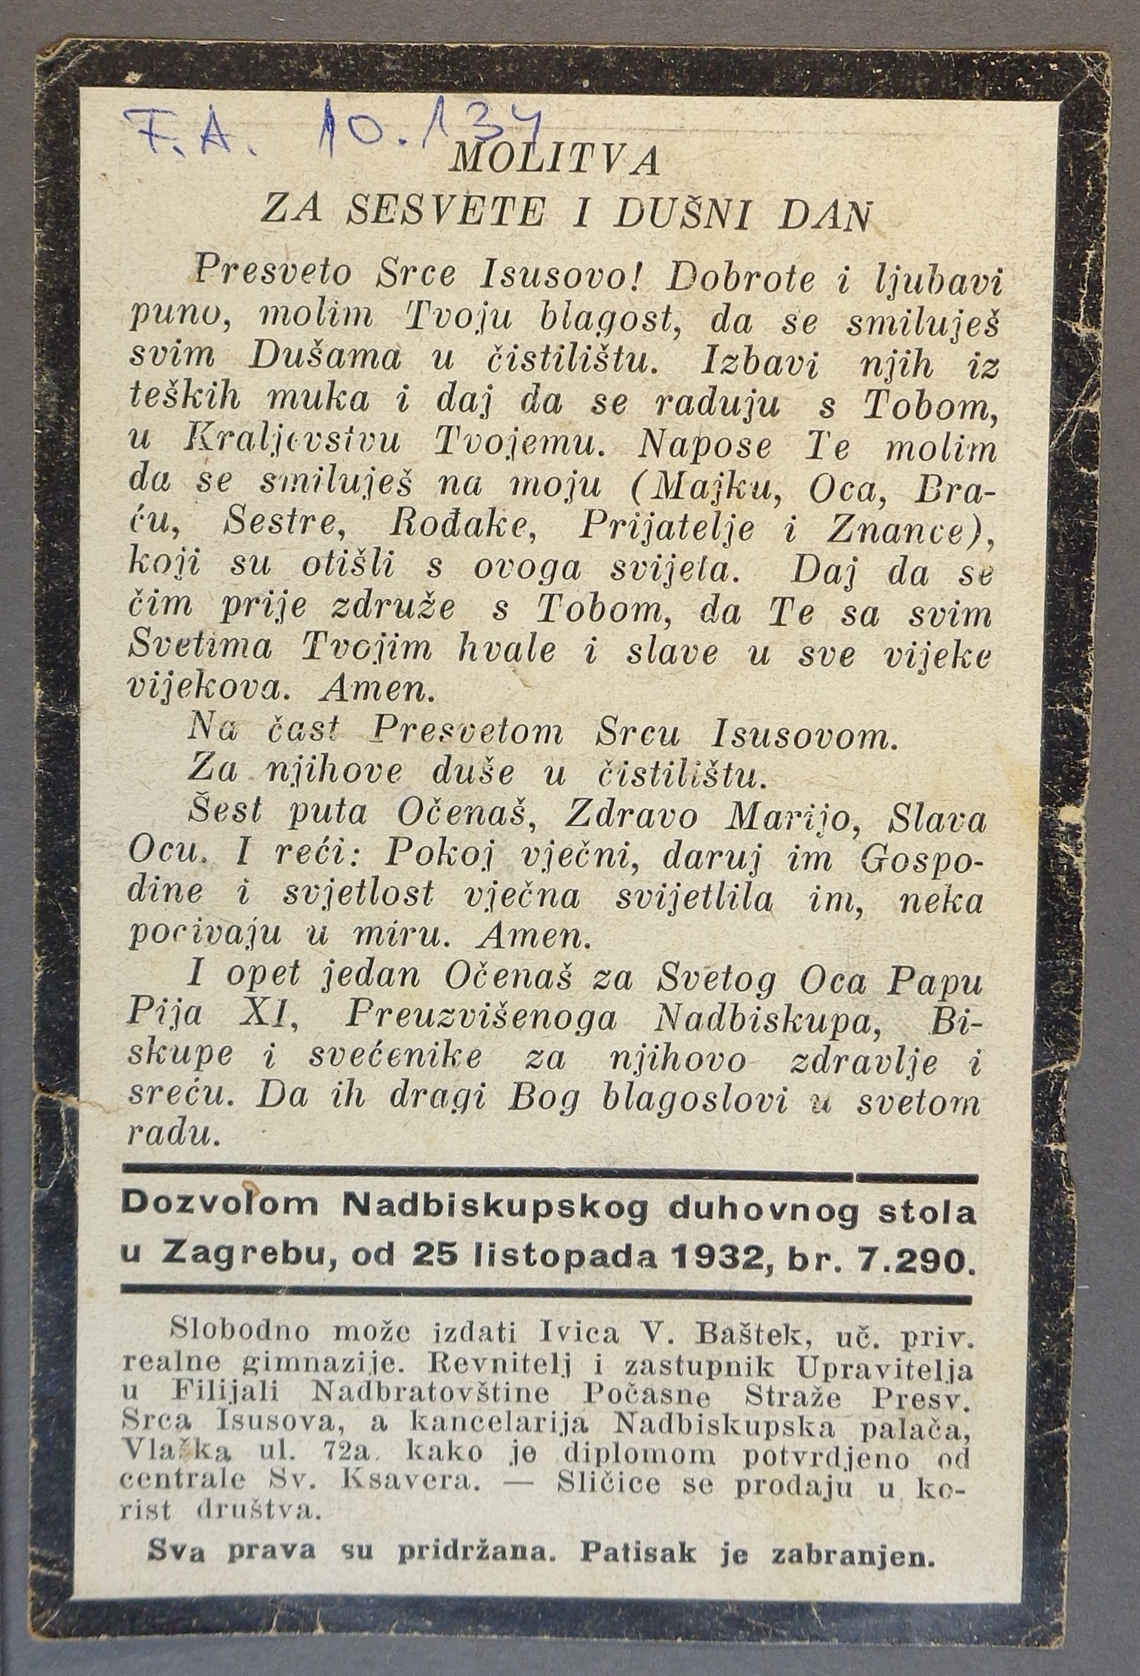 F.A. 10.134
MOLITVA
ZA SESVETE I DUŠNI DAN
Presveto Srce Isusovo! Dobrote i ljubavi
puno, molim Tvoju blagost, da se smiluješ
svim Dušama u čistilištu. Izbavi njih iz
teških muka i daj da se raduju s Tobom,
u Kraljevstvu Tvojemu. Napose Te molim
da se smiluješ na moju (Majku, Oca, Bra-
ću, Sestre, Rođake, Prijatelje i Znance),
koji su otišli s ovoga svijeta. Daj da se
čim prije združe s Tobom, da Te sa svim
Svetima Tvojim hvale i slave u sve vijeke
vijekova. Amen.
Na čast Presvetom Srcu Isusovom.
Za njihove duše u čistilištu.
Šest puta Očenaš, Zdravo Marijo, Slava
Ocu. I reći: Pokoj vječni, daruj im Gospo-
dine i svjetlost vječna svijetlila im, neka
počivaju u miru. Amen.
I opet jedan Očenaš za Svetog Oca Papu
Pija XI, Preuzvišenoga Nadbiskupa, Bi-
skupe i svećenike za njihovo zdravlje i
sreću. Da ih dragi Bog blagoslovi u svetom
radu.
Dozvolom Nadbiskupskog duhovnog stola
u Zagrebu, od 25 listopada 1932, br. 7.290.
Slobodno može izdati Ivica V. Baštek, uč. priv.
realne gimnazije. Revnitelj i zastupnik Upravitelja
u Filijali Nadbratovštine Počasne Straže Presv.
Srca Isusova, a kancelarija Nadbiskupska palača,
Vlaška ul. 72a. kako je diplomom potvrdjeno od
centrale Sv. Ksavera. — Sličice se prodaju u ko-
rist društva.
Sva prava su pridržana. Patisak je zabranjen.